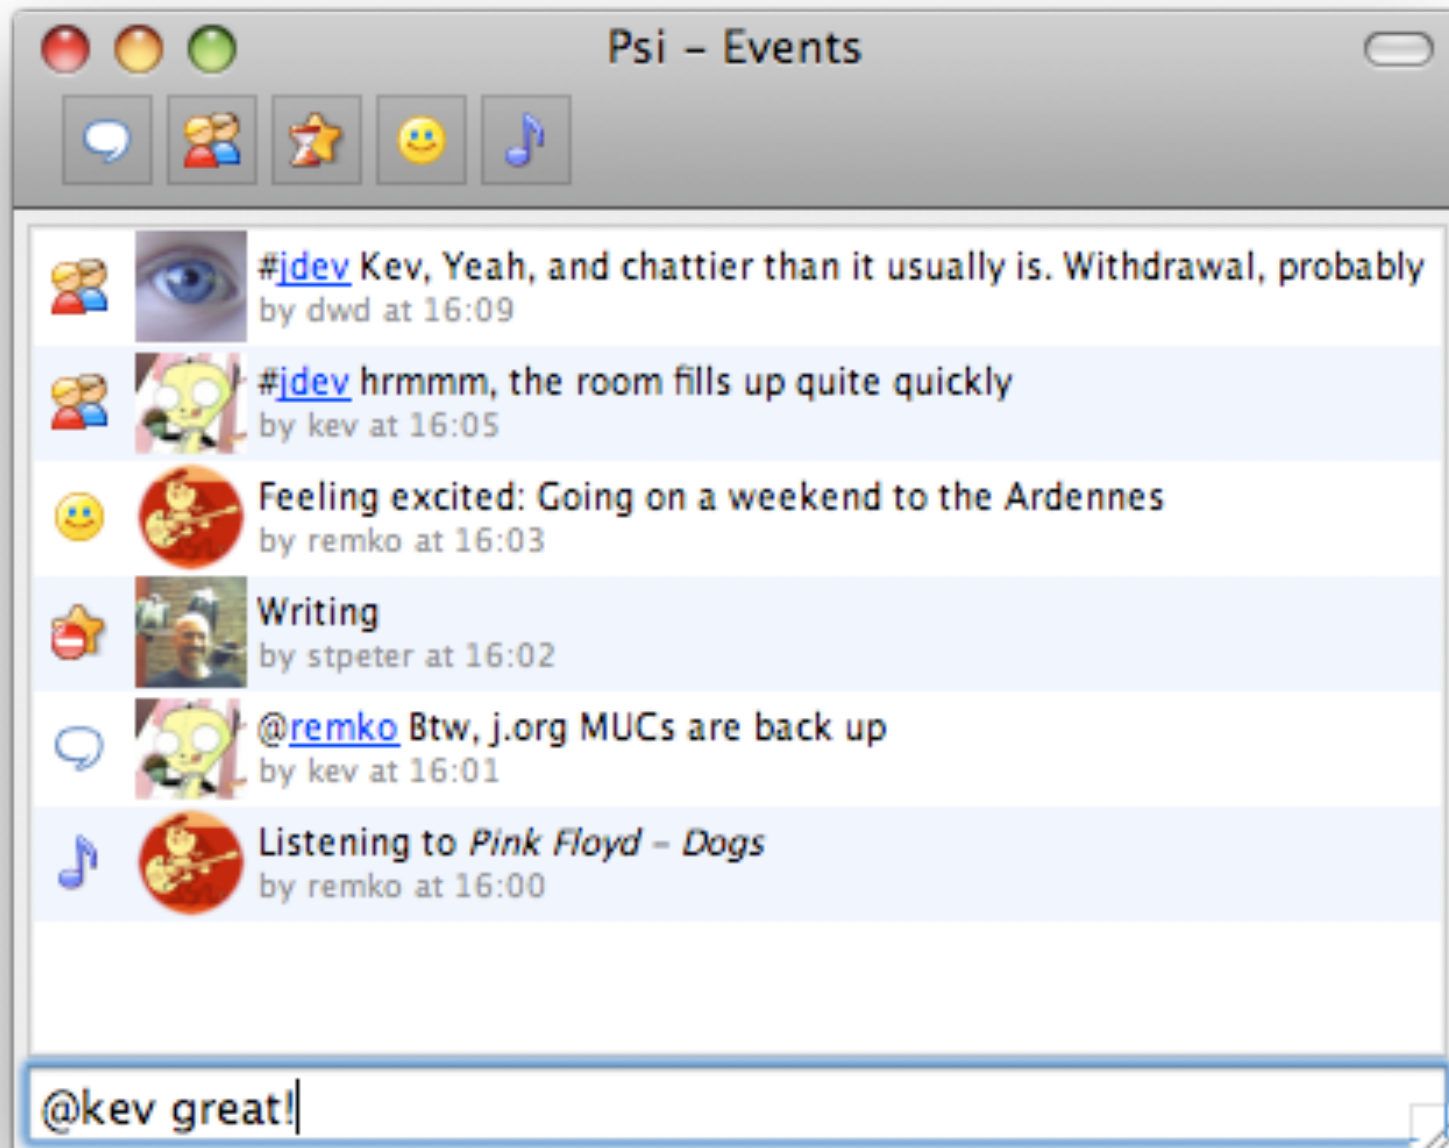 Psi – Events
#jdev Kev, Yeah, and chattier than it usually is. Withdrawal, probably
by dwd at 16:09
#jdev hrmmm, the room fills up quite quickly
by kev at 16:05
Feeling excited: Going on a weekend to the Ardennes
by remko at 16:03
Writing
by stpeter at 16:02
@remko Btw, j.org MUCs are back up
by kev at 16:01
Listening to Pink Floyd – Dogs
by remko at 16:00
@kev great!